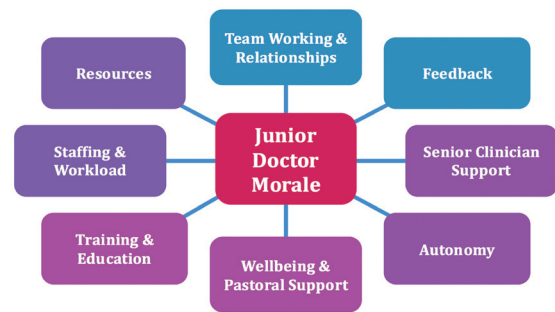 Team Working &
Relationships
Resources
Feedback
Junior
Doctor
Morale
Staffing &
Workload
Senior Clinician
Support
Training &
Education
Wellbeing &
Pastoral Support
Autonomy